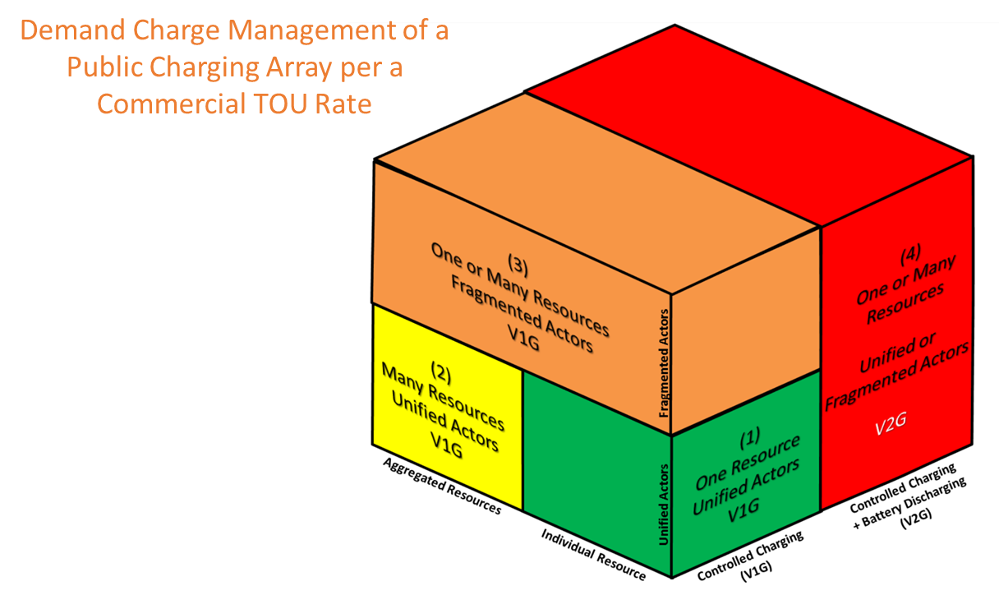 Demand Charge Management of a
Public Charging Array per a
Commercial TOU Rate
(3)
One or Many Resources
Fragmented Actors
V1G
(2)
Many Resources
Unified Actors
V1G
Fragmented Actors
Unified Actors
(1)
One Resource
Unified Actors
V1G
(4)
One or Many
Resources
Unified or
Fragmented Actors
V2G
Aggregated Resources
Individual Resource
Controlled Charging
(V1G)
Controlled Charging
+ Battery Discharging
(V2G)